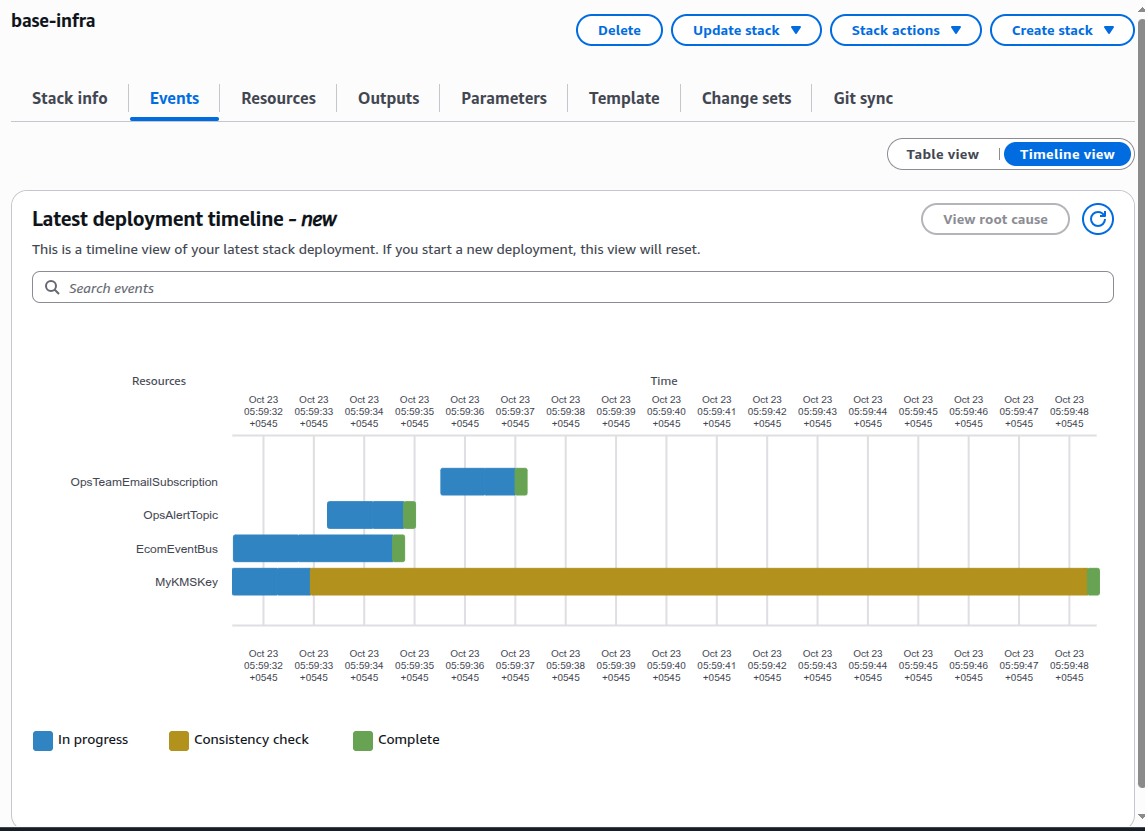 base-infra
Delete
Update stack
Stack actions
Create stack
Stack info
Events
Resources
Outputs
Parameters
Template
Change sets
Git sync
Table view
Timeline view
Latest deployment timeline - new
View root cause
This is a timeline view of your latest stack deployment. If you start a new deployment, this view will reset.
Search events
Resources
Time
Oct 23 Oct 23 Oct 23 Oct 23 Oct 23 Oct 23 Oct 23 Oct 23 Oct 23 Oct 23 Oct 23 Oct 23 Oct 23 Oct 23 Oct 23 Oct 23 Oct 23
05:59:32 05:59:33 05:59:34 05:59:35 05:59:36 05:59:37 05:59:38 05:59:39 05:59:40 05:59:41 05:59:42 05:59:43 05:59:44 05:59:45 05:59:46 05:59:47 05:59:48
+0545 +0545 +0545 +0545 +0545 +0545 +0545 +0545 +0545 +0545 +0545 +0545 +0545 +0545 +0545 +0545 +0545
OpsTeamEmailSubscription
OpsAlertTopic
EcomEventBus
MyKMSKey
Oct 23 Oct 23 Oct 23 Oct 23 Oct 23 Oct 23 Oct 23 Oct 23 Oct 23 Oct 23 Oct 23 Oct 23 Oct 23 Oct 23 Oct 23 Oct 23 Oct 23
05:59:32 05:59:33 05:59:34 05:59:35 05:59:36 05:59:37 05:59:38 05:59:39 05:59:40 05:59:41 05:59:42 05:59:43 05:59:44 05:59:45 05:59:46 05:59:47 05:59:48
+0545 +0545 +0545 +0545 +0545 +0545 +0545 +0545 +0545 +0545 +0545 +0545 +0545 +0545 +0545 +0545 +0545
In progress
Consistency check
Complete